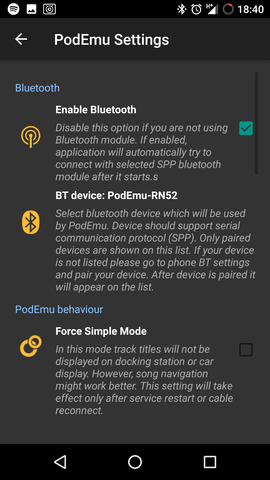 18:40
PodEmu Settings
Bluetooth
Enable Bluetooth
Disable this option if you are not using
Bluetooth module. If enabled,
application will automatically try to
connect with selected SPP bluetooth
module after it starts.s
BT device: PodEmu-RN52
Select bluetooth device which will be used
by PodEmu. Device should support serial
communication protocol (SPP). Only paired
devices are shown on this list. If your device
is not listed please go to phone BT settings
and pair your device. After device is paired it
will appear on the list.
PodEmu behaviour
Force Simple Mode
In this mode track titles will not be
displayed on docking station or car
display. However, song navigation
might work better. This setting will take
effect only after service restart or cable
reconnect.